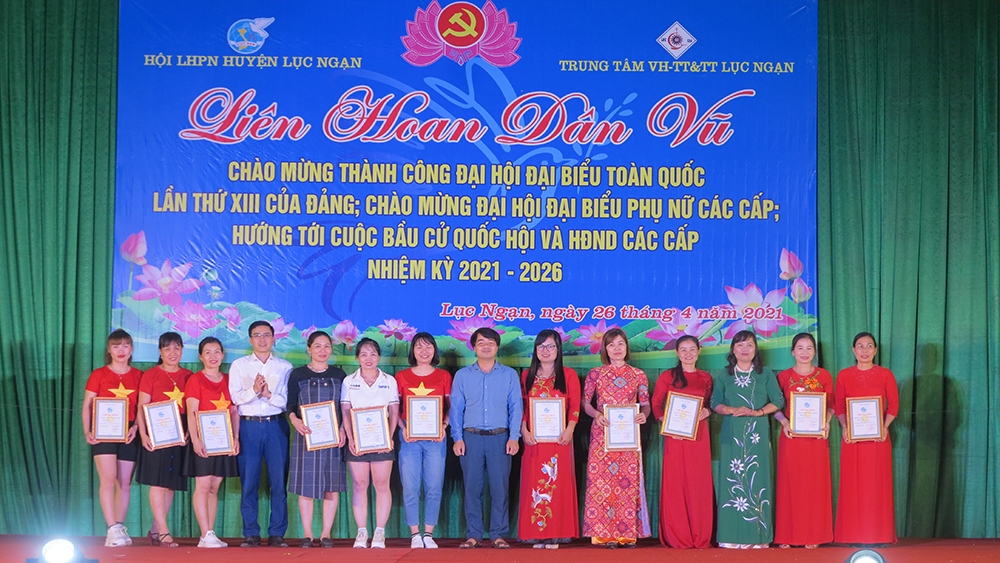 HỘI LHPN HUYỆN LỤC NGẠN
TRUNG TÂM VH-TT&TT LỤC NGẠN
Liên Hoan Dân Vũ
CHÀO MỪNG THÀNH CÔNG ĐẠI HỘI ĐẠI BIỂU TOÀN QUỐC
LẦN THỨ XIII CỦA ĐẢNG; CHÀO MỪNG ĐẠI HỘI ĐẠI BIỂU PHỤ NỮ CÁC CẤP;
HƯỚNG TỚI CUỘC BẦU CỬ QUỐC HỘI VÀ HĐND CÁC CẤP
NHIỆM KỲ 2021 - 2026
Lục Ngạn, ngày 26 tháng 4 năm 2021